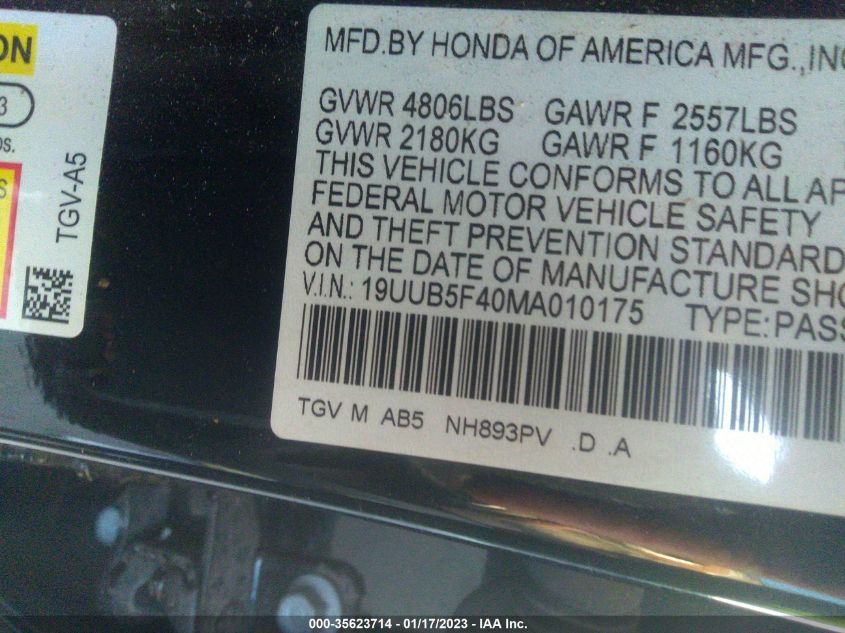 ON
3
OS.
S
TGV-A5
MFD.BY HONDA OF AMERICA MFG.,INC
GVWR 4806LBS GAWR F 2557LBS
GVWR 2180KG GAWR F 1160KG
THIS VEHICLE CONFORMS TO ALL AP
FEDERAL MOTOR VEHICLE SAFETY
AND THEFT PREVENTION STANDARD
ON THE DATE OF MANUFACTURE SHO
V.I.N.: 19UUB5F40MA010175 TYPE:PASS
TGV M AB5 NH893PV .D .A
000-35623714 - 01/17/2023 - IAA Inc.